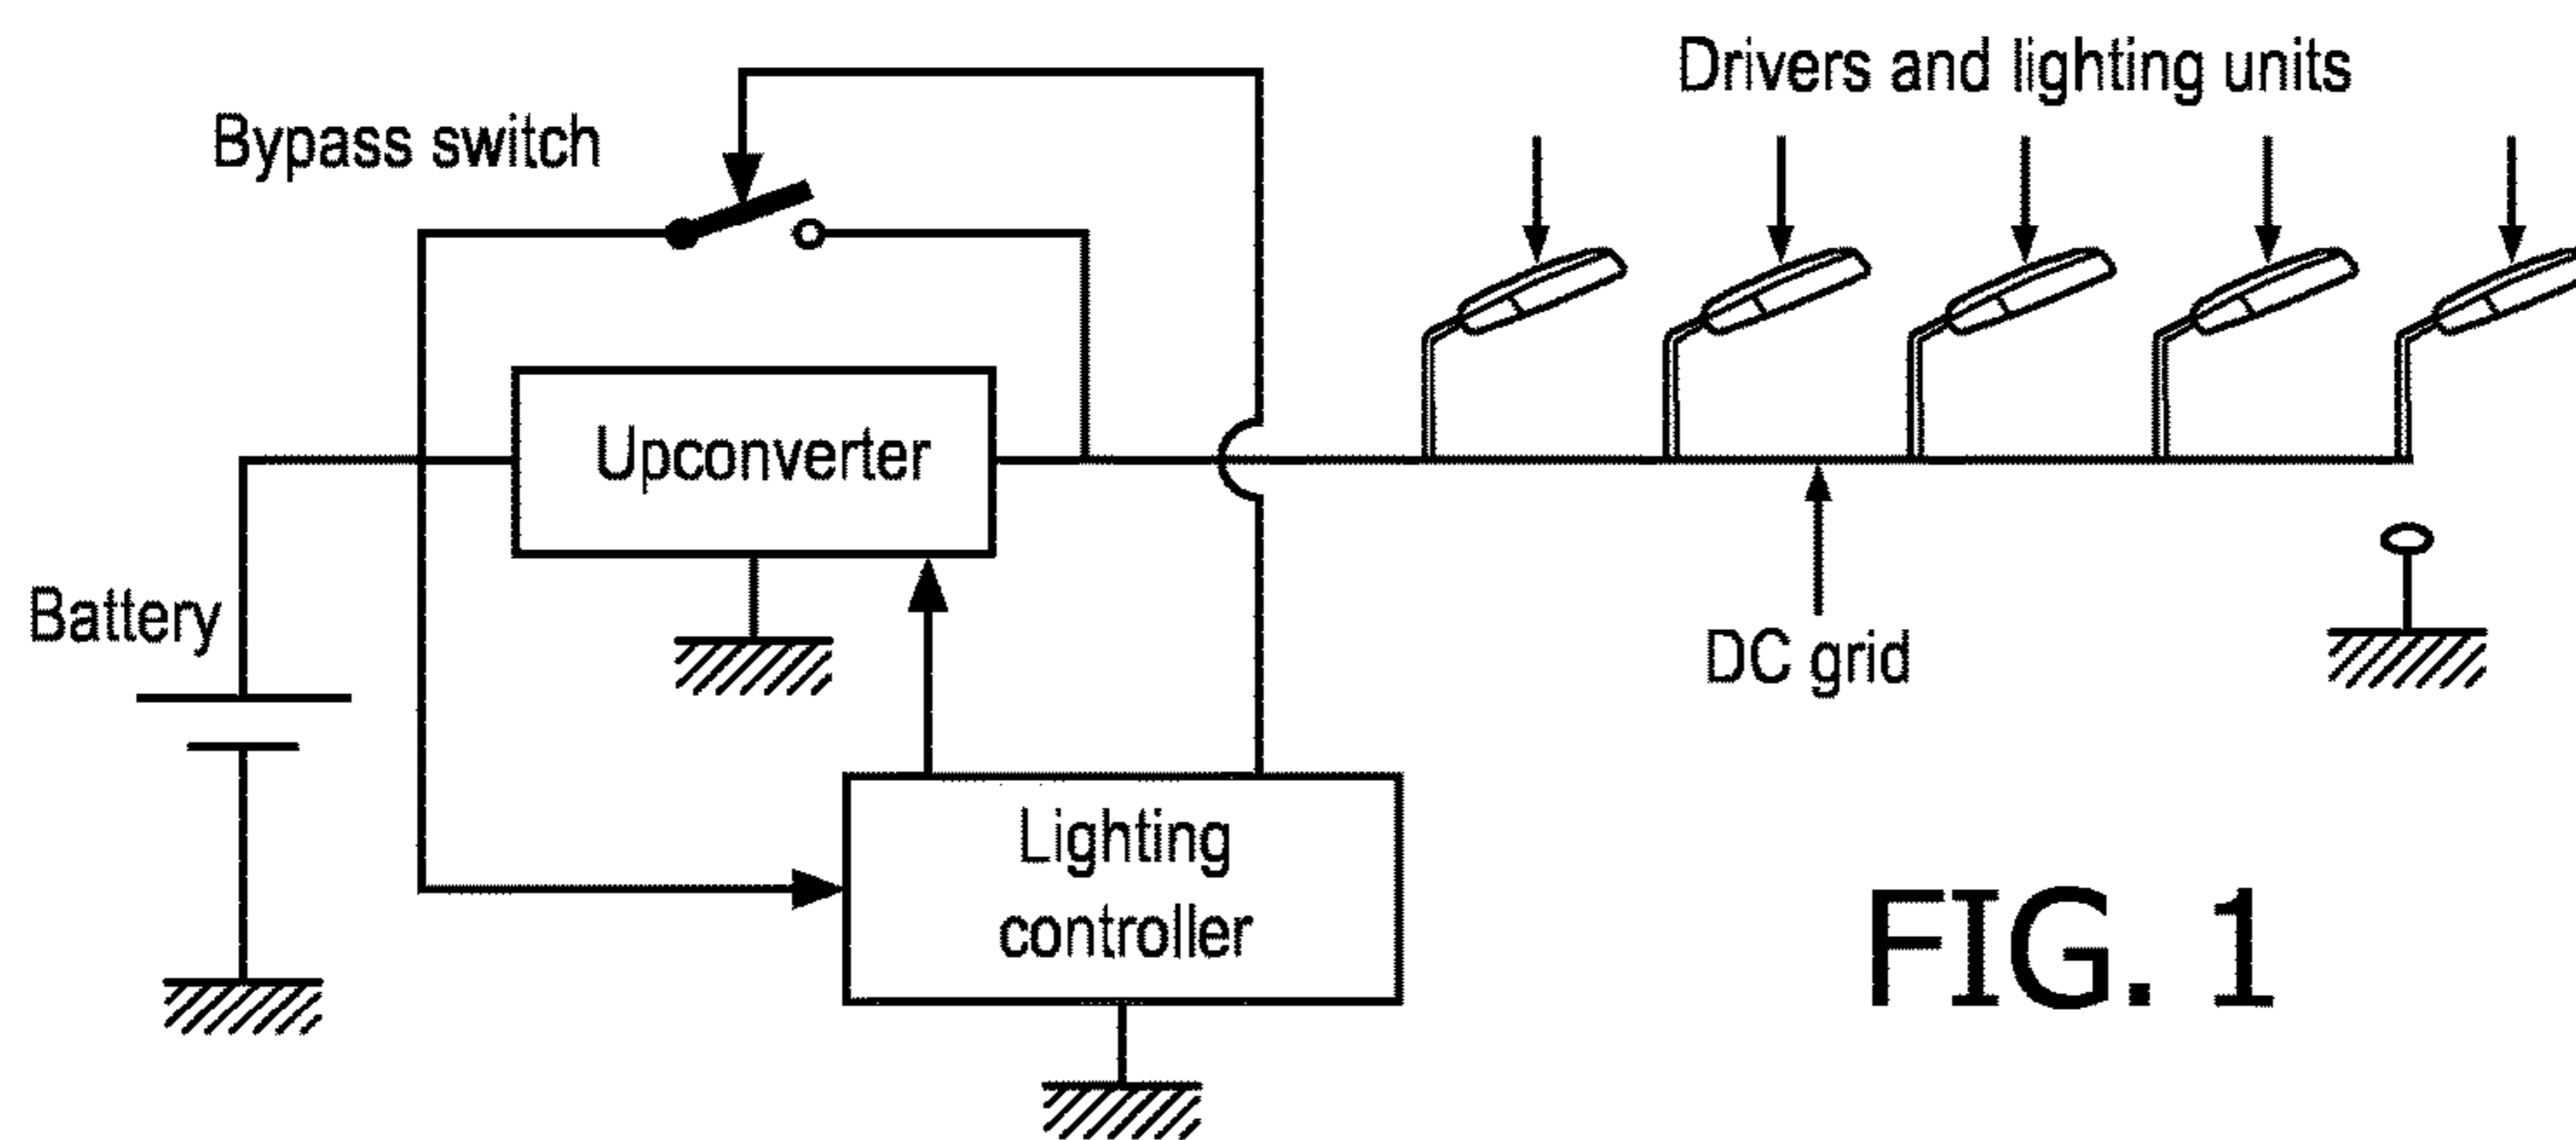 Drivers and lighting units
Bypass switch
Upconverter
Battery
DC grid
Lighting
controller
FIG. 1